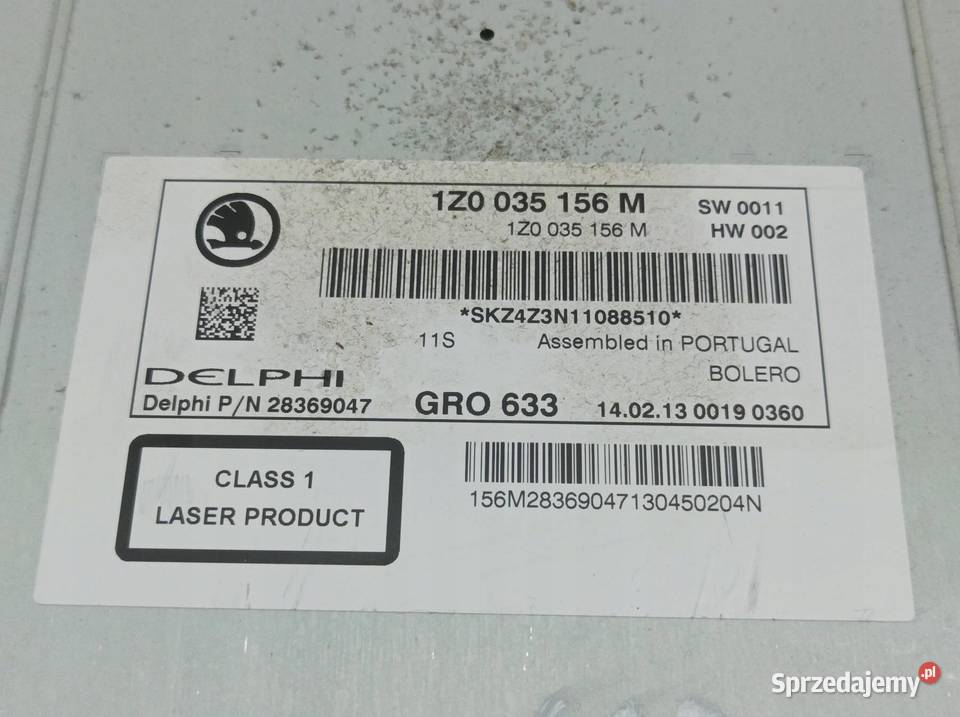 1Z0 035 156 M SW 0011
1Z0 035 156 M HW 002
*SKZ4Z3N11088510*
11S Assembled in PORTUGAL
DELPHI BOLERO
Delphi P/N 28369047 GRO 633 14.02.13 0019 0360
CLASS 1
LASER PRODUCT
156M28369047130450204N
Sprzedajemy.pl